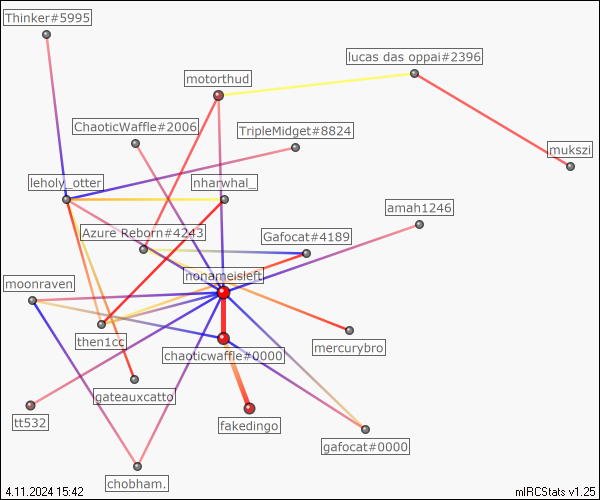 Thinker#5995
lucas das oppai#2396
motorthud
ChaoticWaffle#2006
TripleMidget#8824
mukszi
leholy_otter
nharwhal_
amah1246
Azure Reborn#4243
Gafocat#4189
nonameisleft
moonraven
then1cc
chaoticwaffle#0000
mercurybro
gateauxcatto
tt532
fakedingo
gafocat#0000
chobham.
4.11.2024 15:42
mIRCStats v1.25